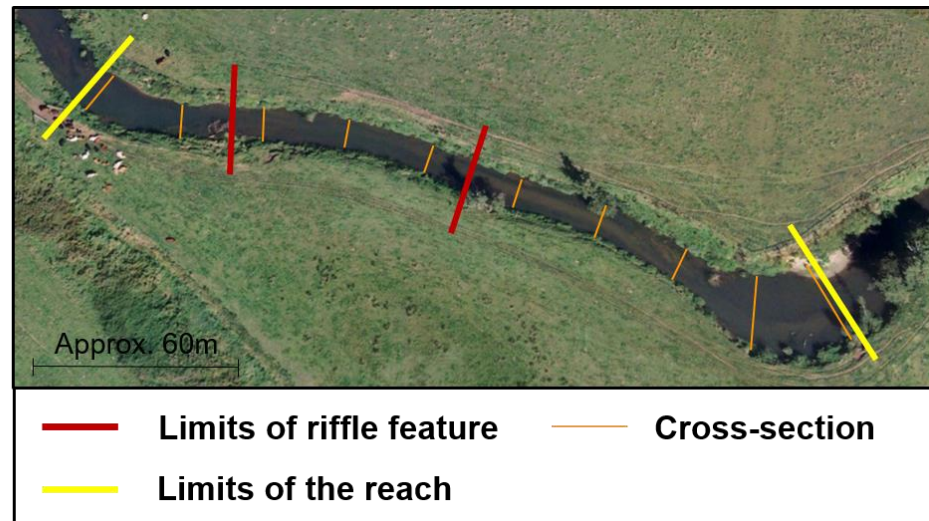 Approx. 60m
Limits of riffle feature
Cross-section
Limits of the reach